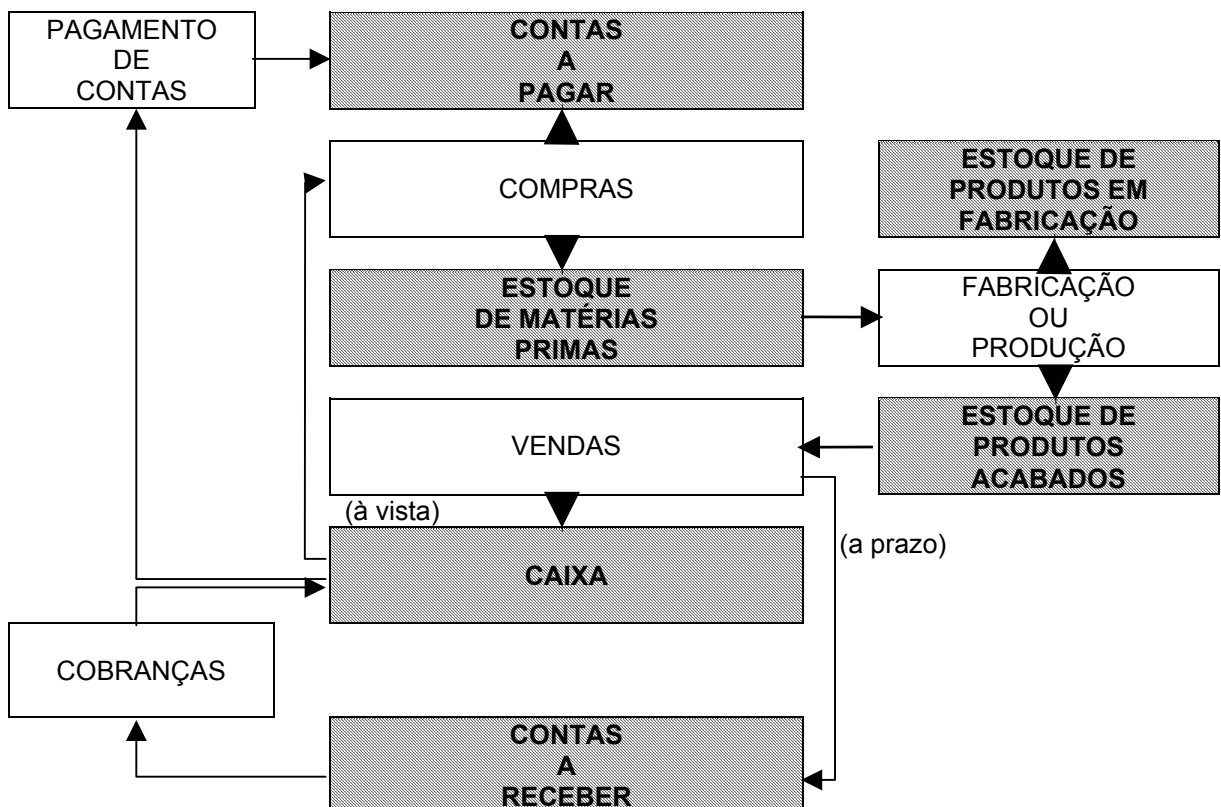 PAGAMENTO
DE
CONTAS
CONTAS
A
PAGAR
COMPRAS
ESTOQUE DE
PRODUTOS EM
FABRICAÇÃO
ESTOQUE
DE MATÉRIAS
PRIMAS
FABRICAÇÃO
OU
PRODUÇÃO
VENDAS
ESTOQUE DE
PRODUTOS
ACABADOS
(à vista)
(a prazo)
CAIXA
COBRANÇAS
CONTAS
A
RECEBER